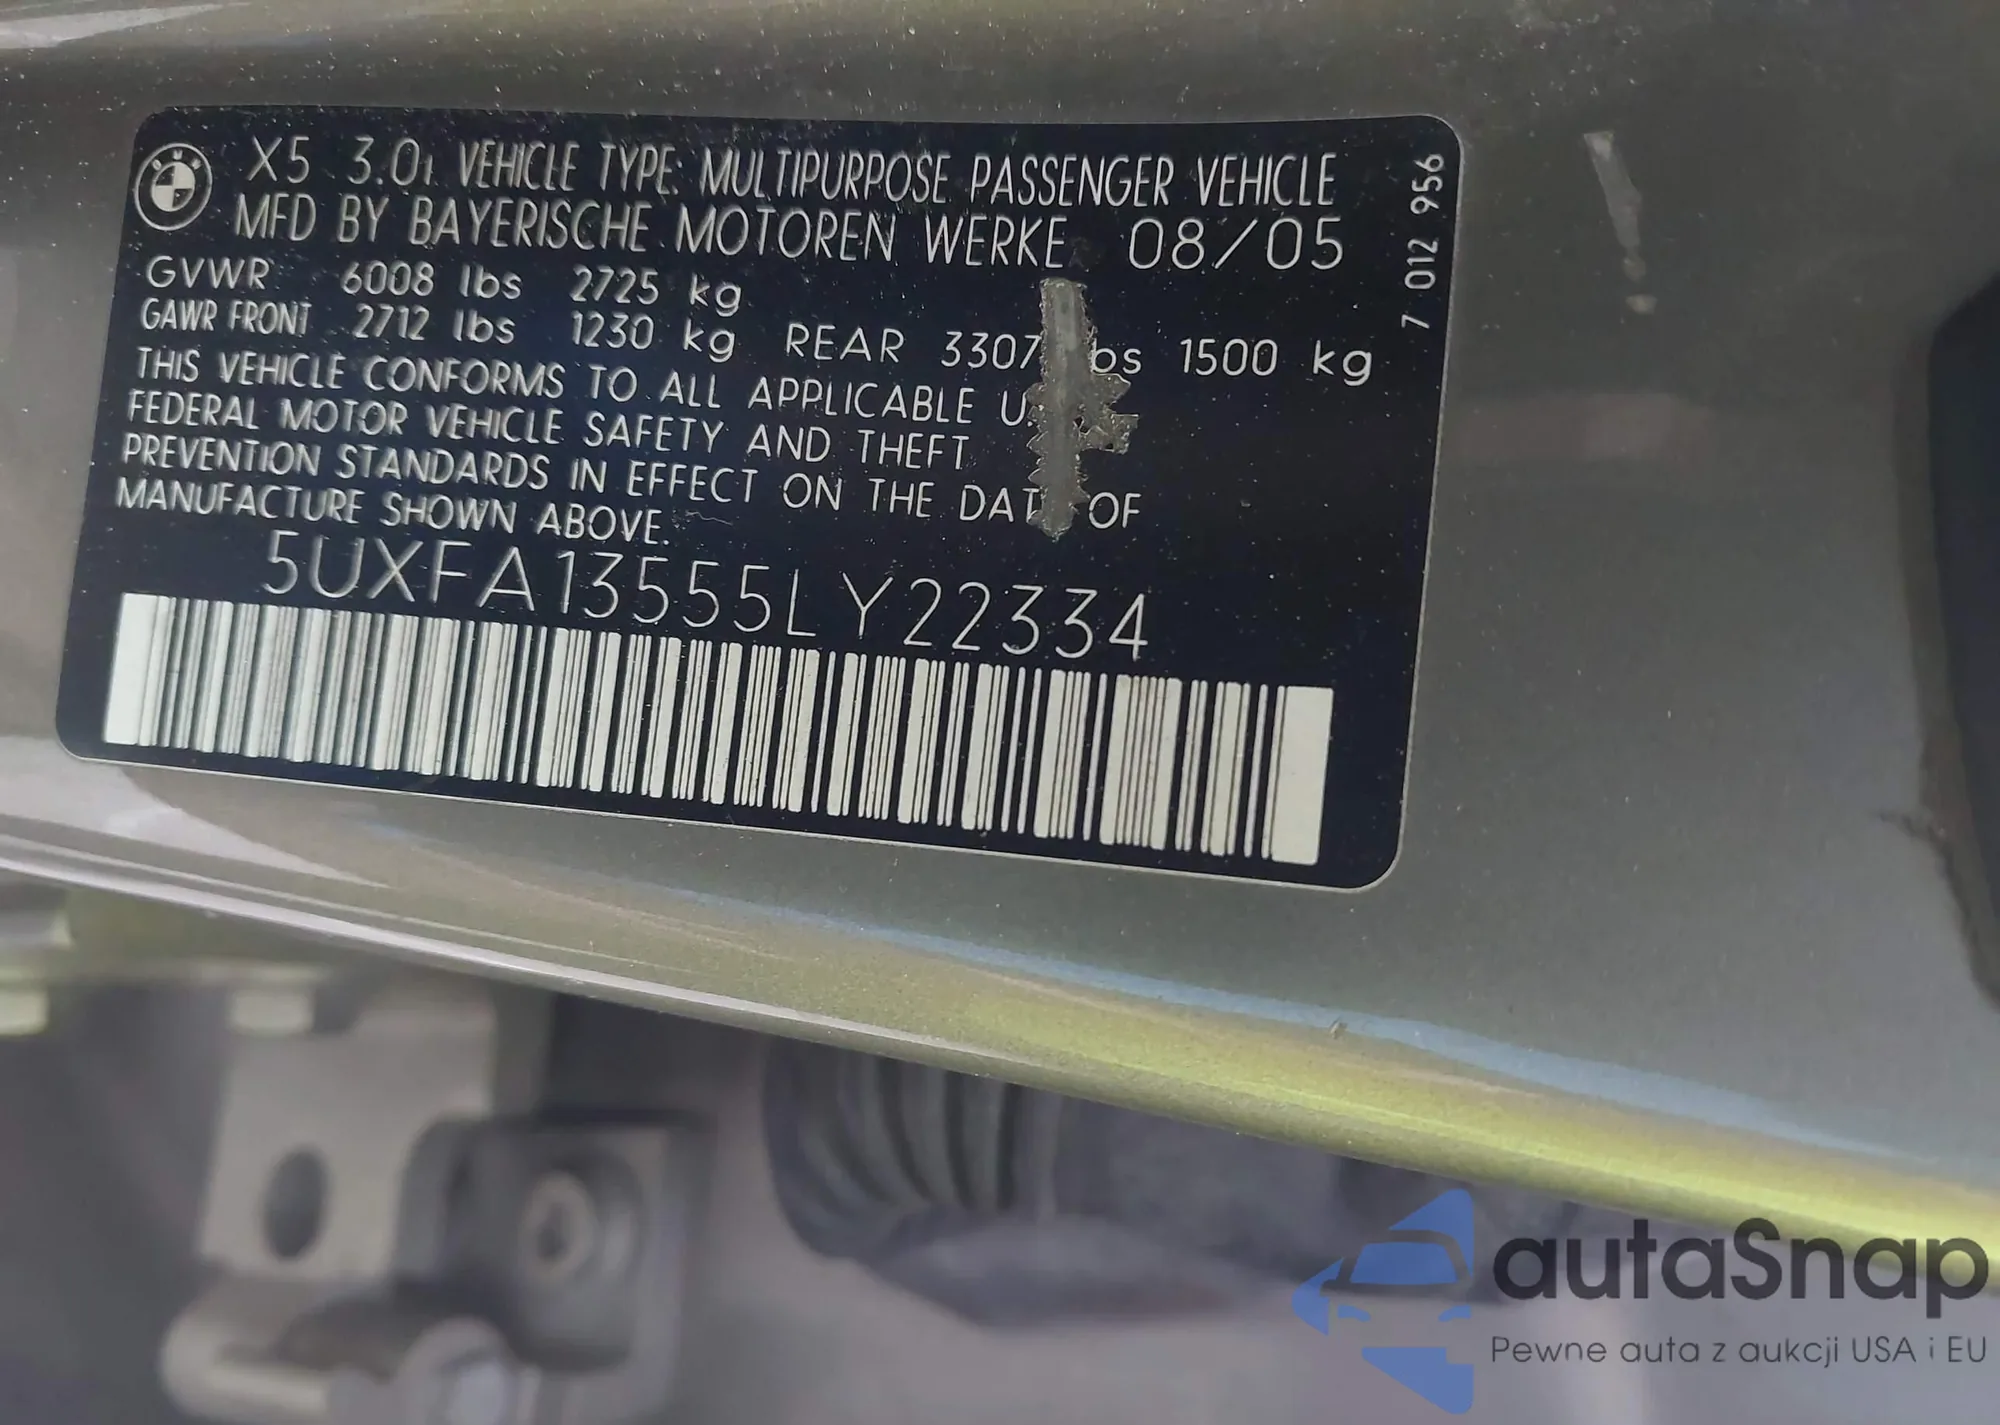 X5 3.0i VEHICLE TYPE: MULTIPURPOSE PASSENGER VEHICLE
MFD BY BAYERISCHE MOTOREN WERKE 08/05
GVWR 6008 lbs 2725 kg
GAWR FRONT 2712 lbs 1230 kg REAR 3307 lbs 1500 kg
THIS VEHICLE CONFORMS TO ALL APPLICABLE U.
FEDERAL MOTOR VEHICLE SAFETY AND THEFT
PREVENTION STANDARDS IN EFFECT ON THE DATE OF
MANUFACTURE SHOWN ABOVE.
5UXFA13555LY22334
7 012 956
BMW
autaSnap
Pewne auta z aukcji USA i EU